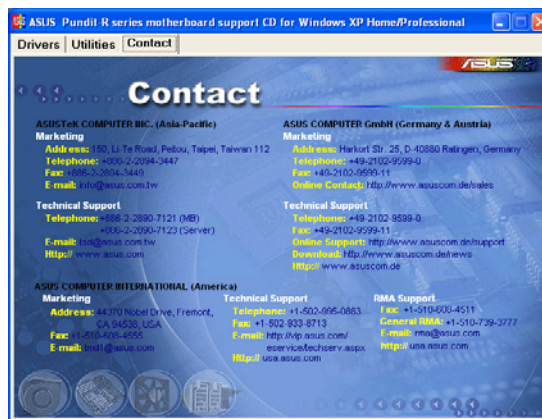 ASUS Pundit-R series motherboard support CD for Windows XP Home/Professional
Drivers Utilities Contact
ASUS
Contact
ASUSTeK COMPUTER INC. (Asia-Pacific)
Marketing
Address: 150, Li-Te Road, Peitou, Taipei, Taiwan 112
Telephone: +886-2-2894-3447
Fax: +886-2-2894-3449
E-mail: info@asus.com.tw
Technical Support
Telephone: +886-2-2890-7121 (MB)
+886-2-2890-7123 (Server)
E-mail: tsd@asus.com.tw
Http:// www.asus.com
ASUS COMPUTER GmbH (Germany & Austria)
Marketing
Address: Harkort Str. 25, D-40880 Ratingen, Germany
Telephone: +49-2102-9599-0
Fax: +49-2102-9599-11
Online Contact: http://www.asuscom.de/sales
Technical Support
Telephone: +49-2102-9599-0
Fax: +49-2102-9599-11
Online Support: http://www.asuscom.de/support
Download: http://www.asuscom.de/news
Http:// www.asuscom.de
ASUS COMPUTER INTERNATIONAL (America)
Marketing
Address: 44370 Nobel Drive, Fremont,
CA 94538, USA
Fax: +1-510-608-4555
E-mail: tmd1@asus.com
Technical Support
Telephone: +1-502-995-0883
Fax: +1-502-933-8713
E-mail: http://vip.asus.com/
eservice/techserv.aspx
Http:// usa.asus.com
RMA Support
Fax: +1-510-608-4511
General RMA: +1-510-739-3777
E-mail: rma@asus.com
http:// usa.asus.com